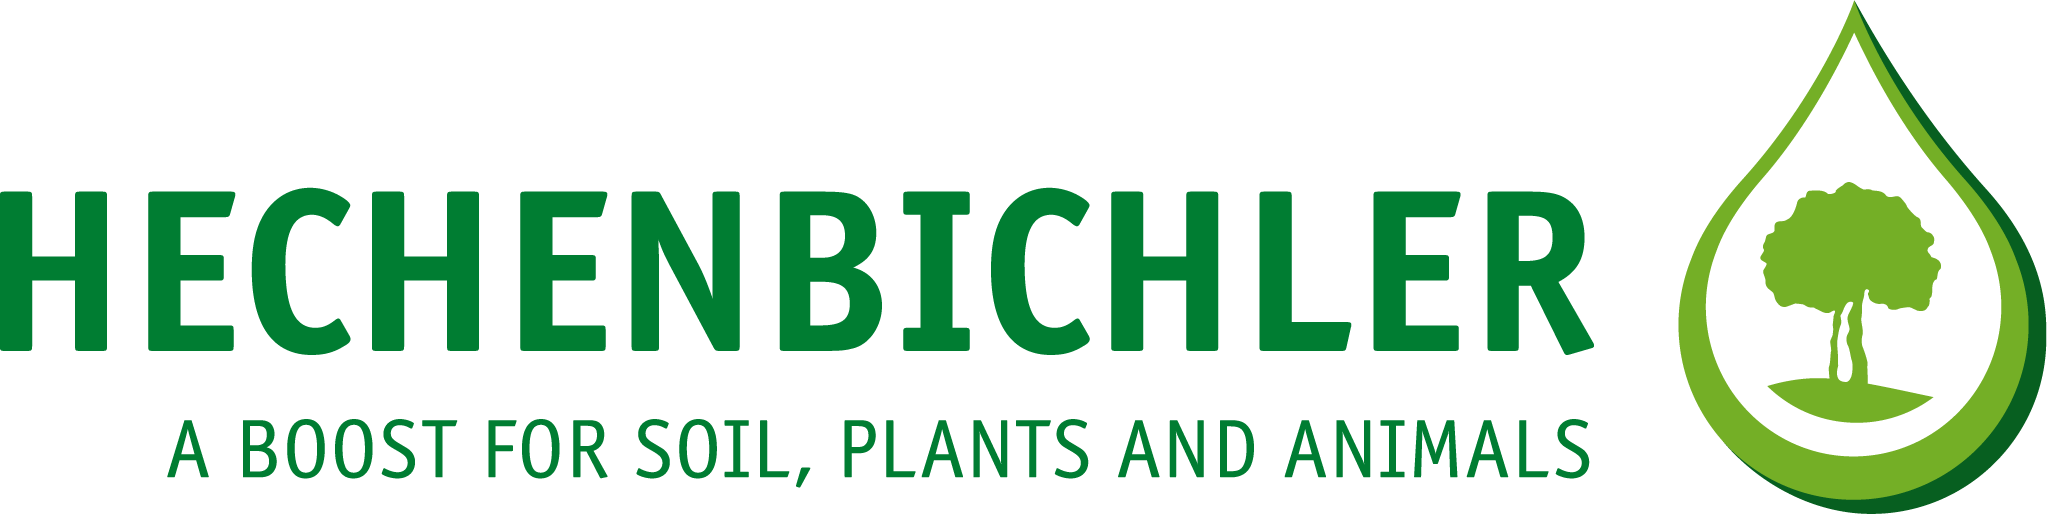 HECHENBICHLER
A BOOST FOR SOIL, PLANTS AND ANIMALS